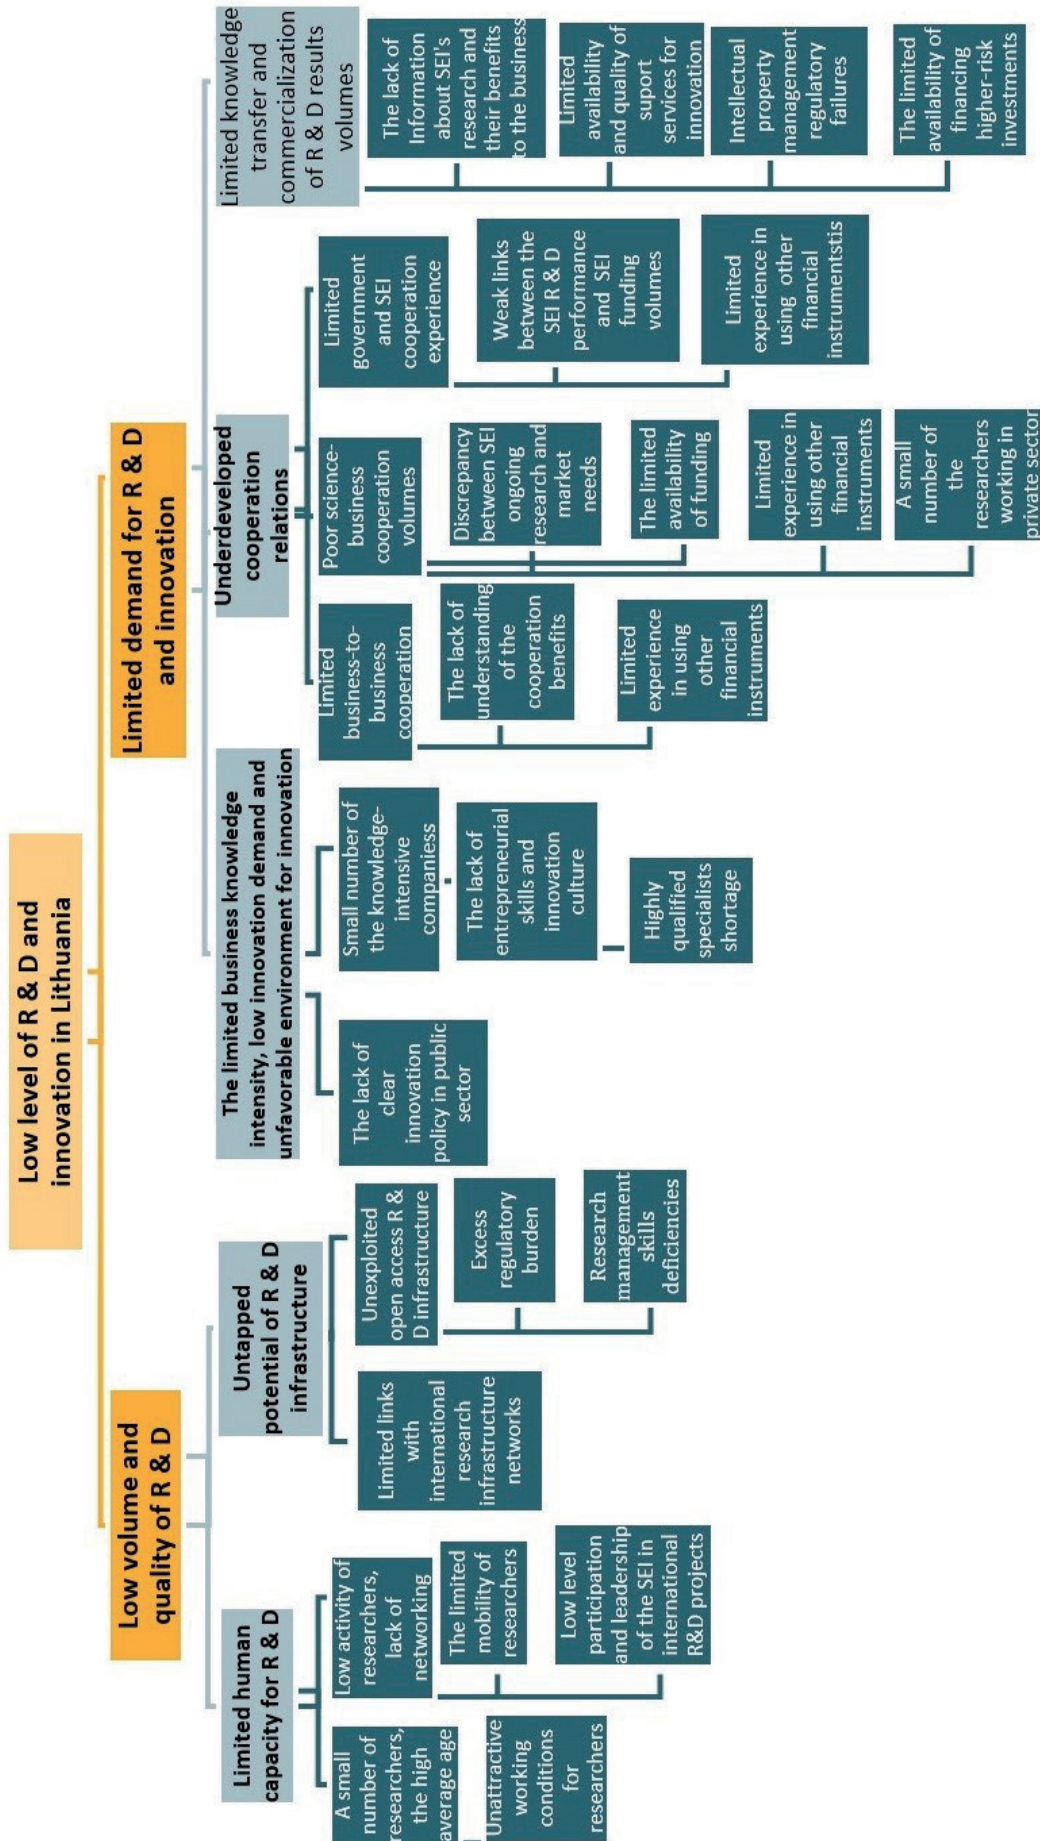 Low level of R & D and
innovation in Lithuania
Low volume and
quality of R & D
Limited demand for R & D
and innovation
Limited human
capacity for R & D
Untapped
potential of R & D
infrastructure
The limited business knowledge
intensity, low innovation demand and
unfavorable environment for innovation
Underdeveloped
cooperation
relations
Limited knowledge
transfer and
commercialization
of R & D results
volumes
A small
number of
researchers,
the high
average age
Unattractive
working
conditions
for
researchers
Low activity of
researchers,
lack of
networking
The limited
mobility of
researchers
Low level
participation
and leadership
of the SEI in
international
R&D projects
Limited links
with
international
research
infrastructure
networks
Unexploited
open access R &
D infrastructure
Excess
regulatory
burden
Research
management
skills
deficiencies
The lack of
clear
innovation
policy in public
sector
Small number of
the knowledge-
intensive
companiess
The lack of
entrepreneurial
skills and
innovation
culture
Highly
qualified
specialists
shortage
Limited
business-to-
business
cooperation
The lack of
understanding
of the
cooperation
benefits
Limited
experience
in using
other
financial
instruments
Poor science-
business
cooperation
volumes
Discrepancy
between SEI
ongoing
research and
market
needs
The limited
availability
of funding
Limited
experience in
using other
financial
instruments
A small
number of
the
researchers
working in
private sector
Limited
government
and SEI
cooperation
experience
Weak links
between the
SEI R & D
performance
and SEI
funding
volumes
Limited
experience in
using other
financial
instrumentstis
The lack of
Information
about SEI's
research and
their benefits
to the business
Limited
availability
and quality of
suport
services for
innovation
Intellectual
property
management
regulatory
failures
The limited
availability of
financing
higher-risk
investments